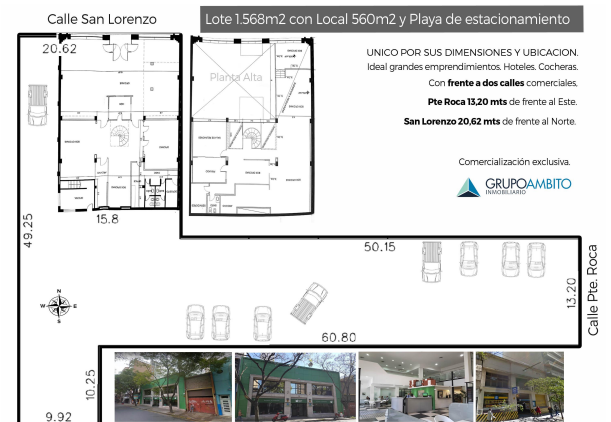 Calle San Lorenzo
Lote 1.568m2 con Local 560m2 y Playa de estacionamiento
20.62
Planta Alta
UNICO POR SUS DIMENSIONES Y UBICACION.
Ideal grandes emprendimientos. Hoteles. Cocheras.
Con frente a dos calles comerciales,
Pte Roca 13,20 mts de frente al Este.
San Lorenzo 20,62 mts de frente al Norte.
Comercialización exclusiva.
GRUPOAMBITO
INMOBILIARIO
15.8
49.25
50.15
13.20
Calle Pte. Roca
N
W
E
S
60.80
10.25
9.92